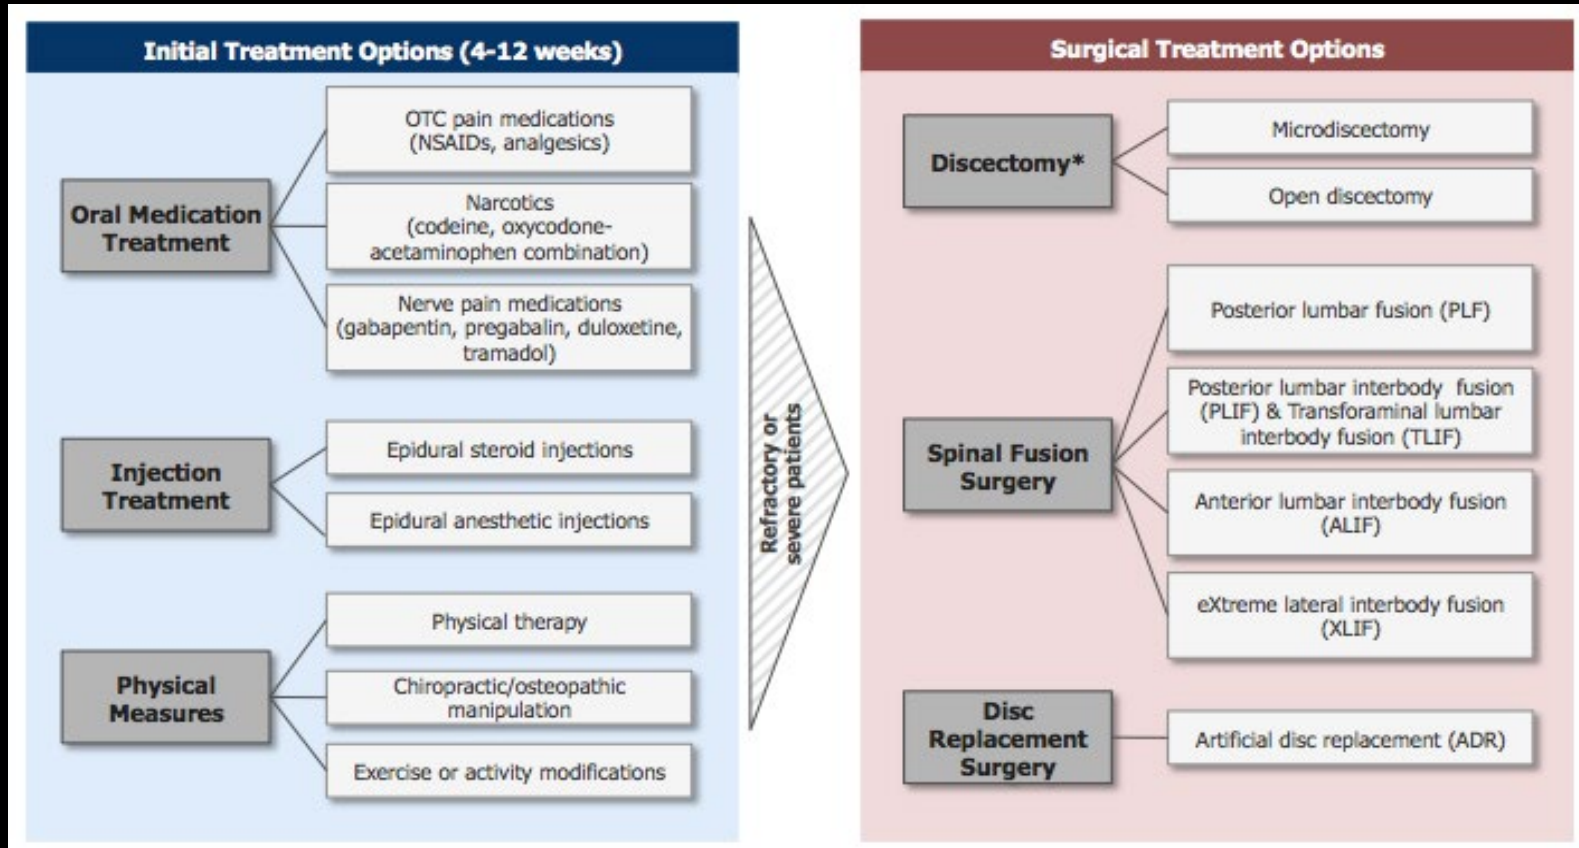 Initial Treatment Options (4-12 weeks)
Oral Medication
Treatment
OTC pain medications
(NSAIDs, analgesics)
Narcotics
(codeine, oxycodone-
acetaminophen combination)
Nerve pain medications
(gabapentin, pregabalin, duloxetine,
tramadol)
Injection
Treatment
Epidural steroid injections
Epidural anesthetic injections
Physical
Measures
Physical therapy
Chiropractic/osteopathic
manipulation
Exercise or activity modifications
Refractory or
severe patients
Surgical Treatment Options
Discectomy*
Microdiscectomy
Open discectomy
Spinal Fusion
Surgery
Posterior lumbar fusion (PLF)
Posterior lumbar interbody fusion
(PLIF) & Transforaminal lumbar
interbody fusion (TLIF)
Anterior lumbar interbody fusion
(ALIF)
eXtreme lateral interbody fusion
(XLIF)
Disc
Replacement
Surgery
Artificial disc replacement (ADR)